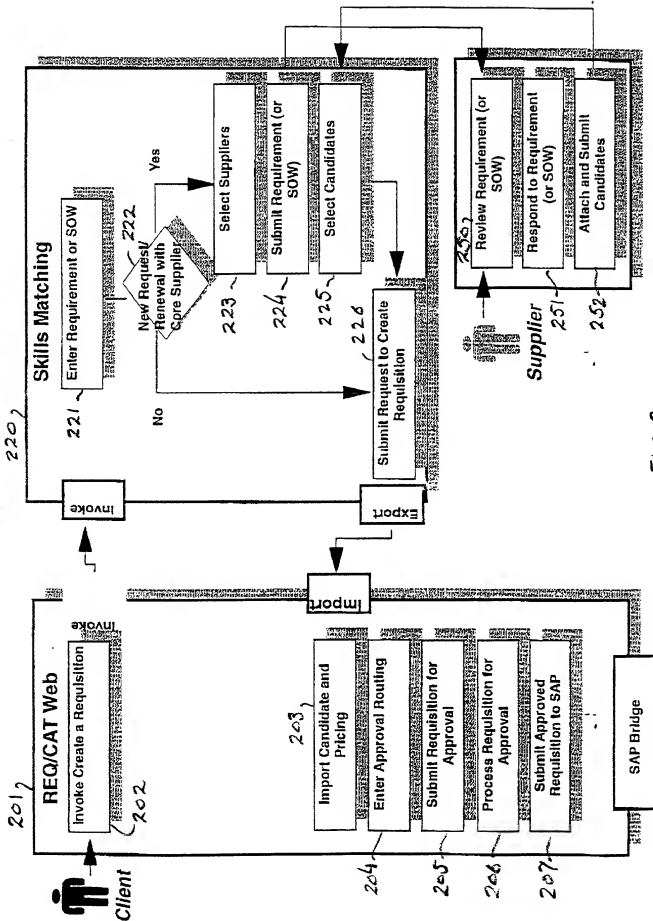 201
REQ/CAT Web
Client
Invoke Create a Requisition
202
Invoke
203
Import Candidate and
Pricing
Enter Approval Routing
204
Submit Requisition for
Approval
205
Process Requisition for
Approval
206
Submit Approved
Requisition to SAP
207
SAP Bridge
Import
220
Skills Matching
Invoke
Enter Requirement or SOW
221
222
New Request/
Renewal with
Core Supplier
Yes
No
Select Suppliers
223
Submit Requirement (or
SOW)
224
Select Candidates
225
226
Submit Request to Create
Requisition
Export
Supplier
250
Review Requirement (or
SOW)
Respond to Requirement
(or SOW)
251
Attach and Submit
Candidates
252